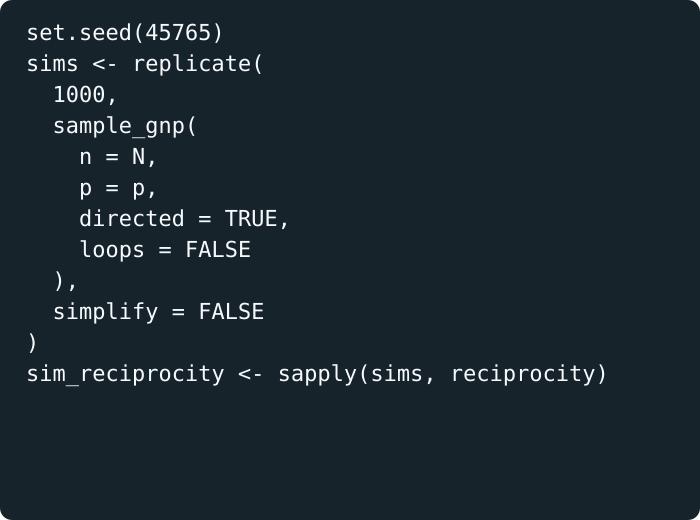 set.seed(45765)
sims <- replicate(
  1000,
  sample_gnp(
    n = N,
    p = p,
    directed = TRUE,
    loops = FALSE
  ),
  simplify = FALSE
)
sim_reciprocity <- sapply(sims, reciprocity)